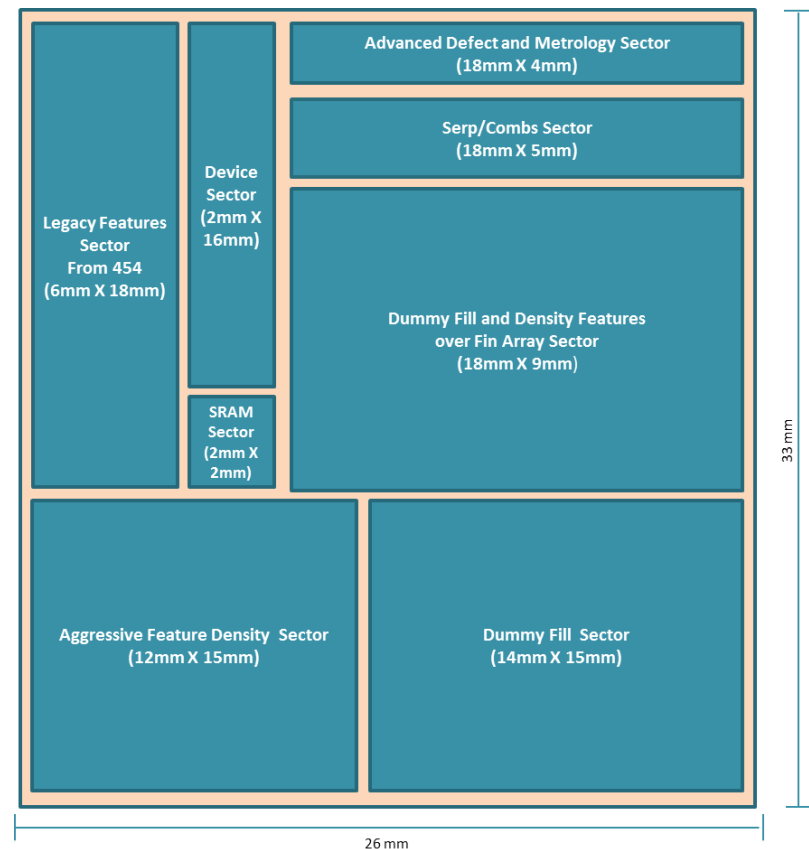 Legacy Features
Sector
From 454
(6mm X 18mm)
Device
Sector
(2mm X
16mm)
SRAM
Sector
(2mm X
2mm)
Advanced Defect and Metrology Sector
(18mm X 4mm)
Serp/Combs Sector
(18mm X 5mm)
Dummy Fill and Density Features
over Fin Array Sector
(18mm X 9mm)
Aggressive Feature Density Sector
(12mm X 15mm)
Dummy Fill Sector
(14mm X 15mm)
33 mm
26 mm